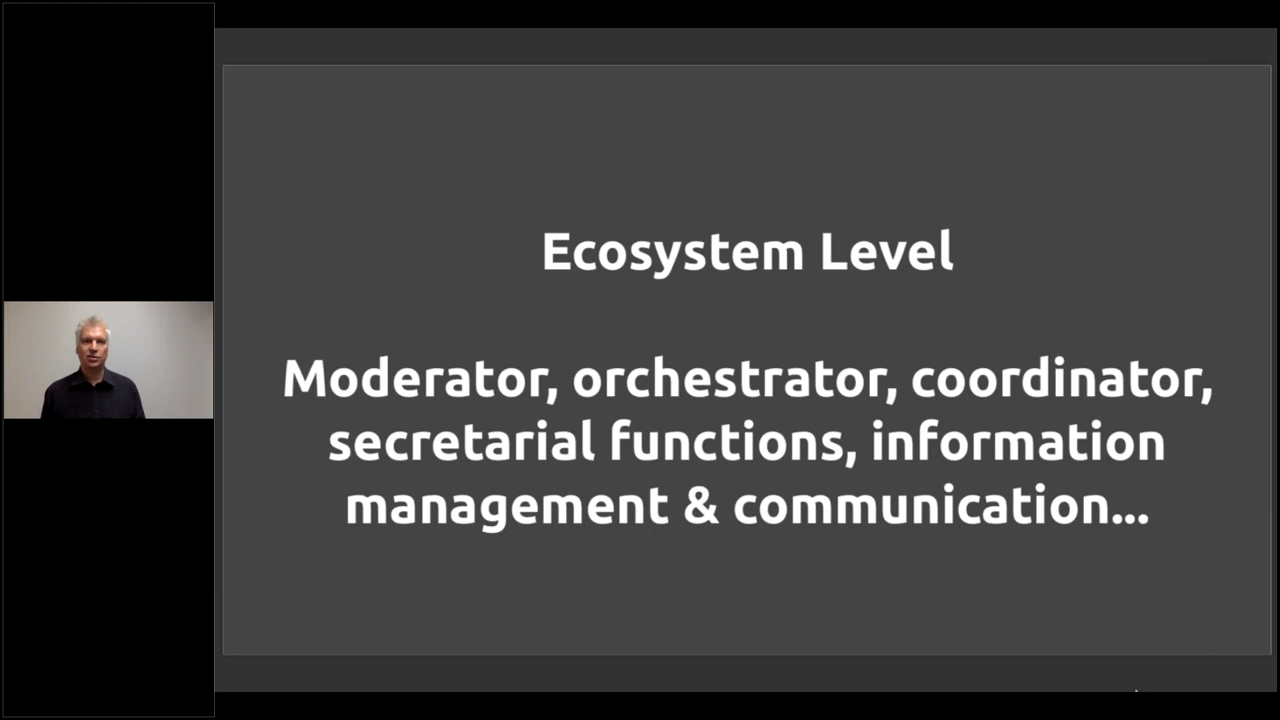 Ecosystem Level
Moderator, orchestrator, coordinator,
secretarial functions, information
management & communication...